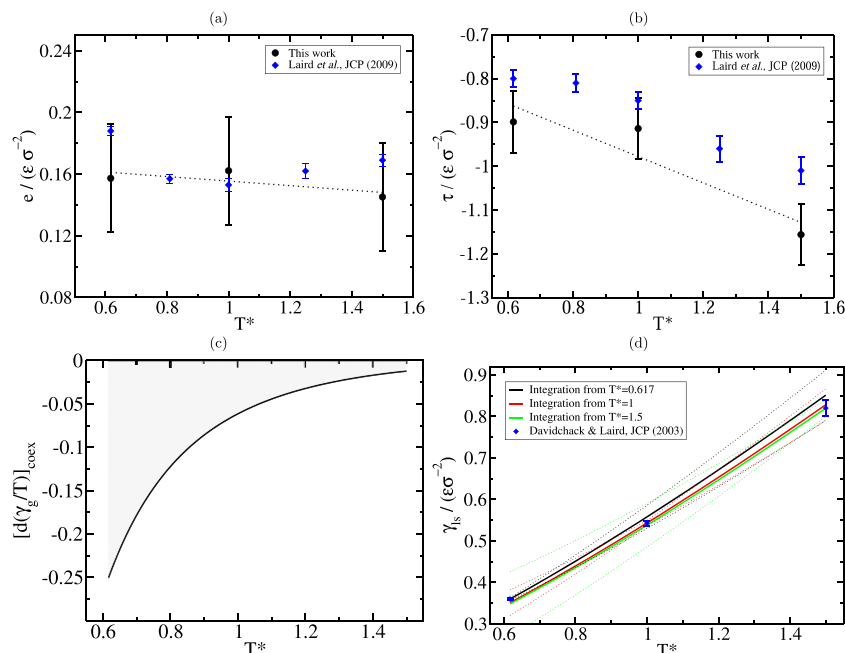 (a)
0.24
0.2
0.16
0.12
0.08
e / (ε σ⁻²)
This work
Laird et al., JCP (2009)
0.6 0.8 1 1.2 1.4 1.6
T*
(b)
-0.7
-0.8
-0.9
-1
-1.1
-1.2
-1.3
τ / (ε σ⁻²)
This work
Laird et al., JCP (2009)
0.6 0.8 1 1.2 1.4 1.6
T*
(c)
0
-0.05
-0.1
-0.15
-0.2
-0.25
[d(γg/T)]coex
0.6 0.8 1 1.2 1.4
T*
(d)
0.9
0.8
0.7
0.6
0.5
0.4
0.3
γls / (εσ⁻²)
Integration from T*=0.617
Integration from T*=1
Integration from T*=1.5
Davidchack & Laird, JCP (2003)
0.6 0.8 1 1.2 1.4
T*